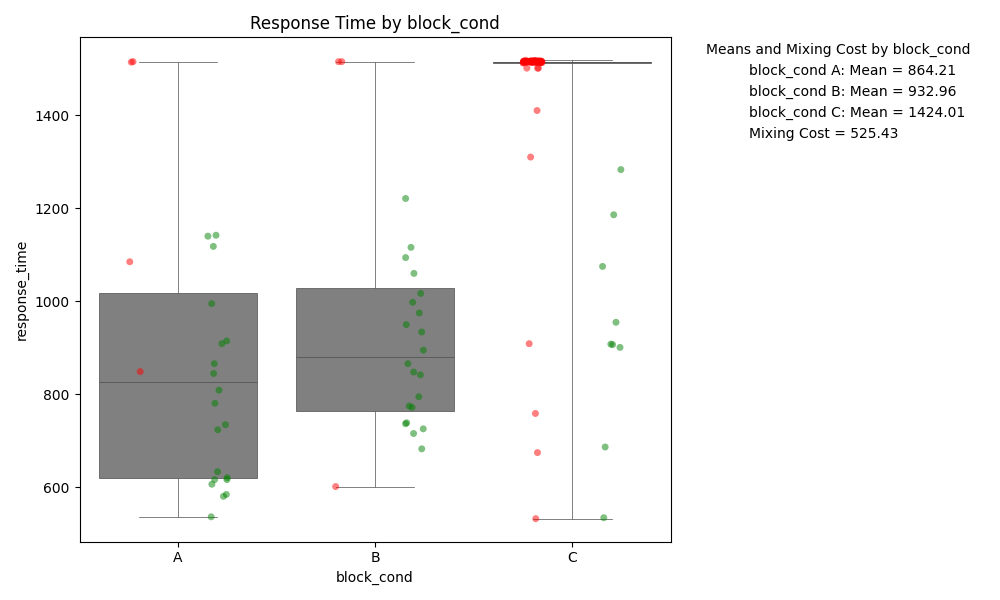 Response Time by block_cond
Means and Mixing Cost by block_cond
block_cond A: Mean = 864.21
block_cond B: Mean = 932.96
block_cond C: Mean = 1424.01
Mixing Cost = 525.43
response_time
1400
1200
1000
800
600
A
B
C
block_cond